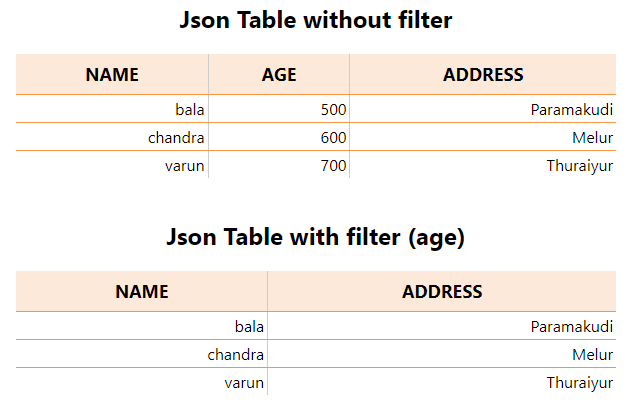 Json Table without filter
NAME AGE ADDRESS
bala 500 Paramakudi
chandra 600 Melur
varun 700 Thuraiyur
Json Table with filter (age)
NAME ADDRESS
bala Paramakudi
chandra Melur
varun Thuraiyur